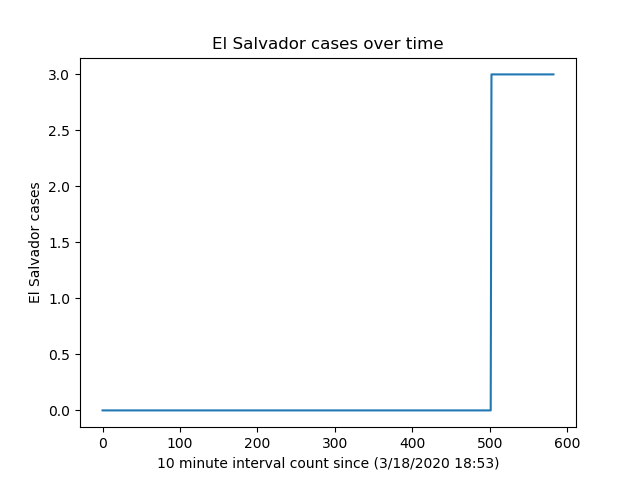 El Salvador cases over time
3.0
2.5
2.0
1.5
1.0
0.5
0.0
El Salvador cases
0 100 200 300 400 500 600
10 minute interval count since (3/18/2020 18:53)